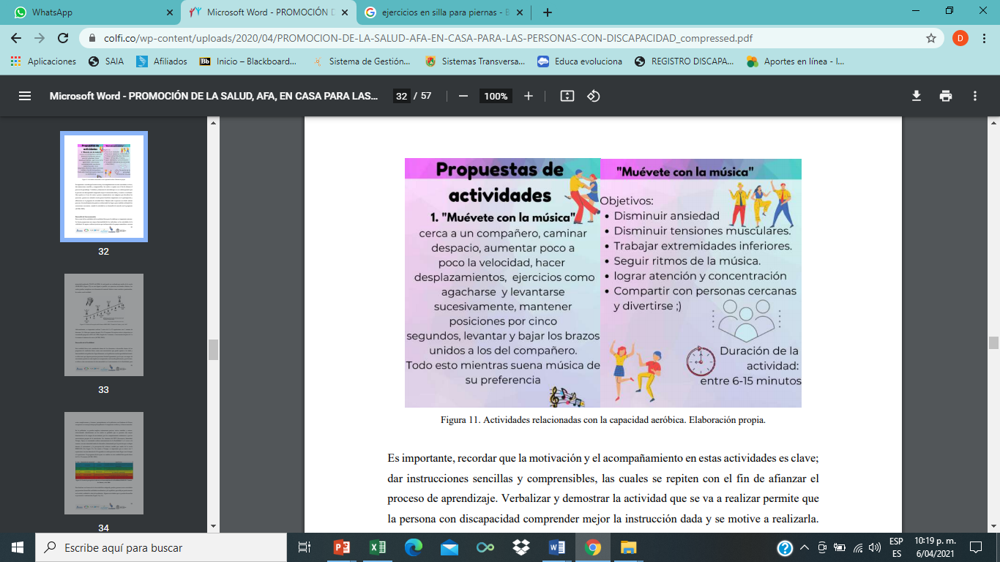 WhatsApp
Microsoft Word - PROMOCIÓN D
ejercicios en silla para piernas - B
colfi.co/wp-content/uploads/2020/04/PROMOCION-DE-LA-SALUD-AFA-EN-CASA-PARA-LAS-PERSONAS-CON-DISCAPACIDAD_compressed.pdf
D
Aplicaciones
SAIA
Afiliados
Bb Inicio – Blackboard...
Sistema de Gestión...
Sistemas Transversa...
Educa evoluciona
REGISTRO DISCAPA...
Aportes en línea - I...
Microsoft Word - PROMOCIÓN DE LA SALUD, AFA, EN CASA PARA LAS...
32 / 57
100%
32
33
34
Propuestas de
actividades
1. "Muévete con la música"
cerca a un compañero, caminar
despacio, aumentar poco a
poco la velocidad, hacer
desplazamientos, ejercicios como
agacharse y levantarse
sucesivamente, mantener
posiciones por cinco
segundos, levantar y bajar los brazos
unidos a los del compañero.
Todo esto mientras suena música de
su preferencia
"Muévete con la música"
Objetivos:
• Disminuir ansiedad
• Disminuir tensiones musculares.
• Trabajar extremidades inferiores.
• Seguir ritmos de la música.
• lograr atención y concentración
• Compartir con personas cercanas
y divertirse ;)
Duración de la
actividad:
entre 6-15 minutos
Figura 11. Actividades relacionadas con la capacidad aeróbica. Elaboración propia.
Es importante, recordar que la motivación y el acompañamiento en estas actividades es clave;
dar instrucciones sencillas y comprensibles, las cuales se repiten con el fin de afianzar el
proceso de aprendizaje. Verbalizar y demostrar la actividad que se va a realizar permite que
la persona con discapacidad comprender mejor la instrucción dada y se motive a realizarla.
Escribe aquí para buscar
ESP
ES
10:19 p. m.
6/04/2021